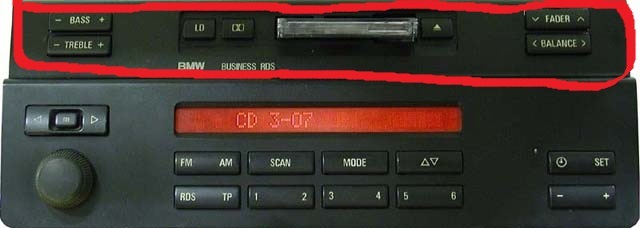 - BASS + LO FADER
- TREBLE + < BALANCE >
BMW BUSINESS RDS
m CD 3-07
FM AM SCAN MODE SET
RDS TP 1 2 3 4 5 6 - +